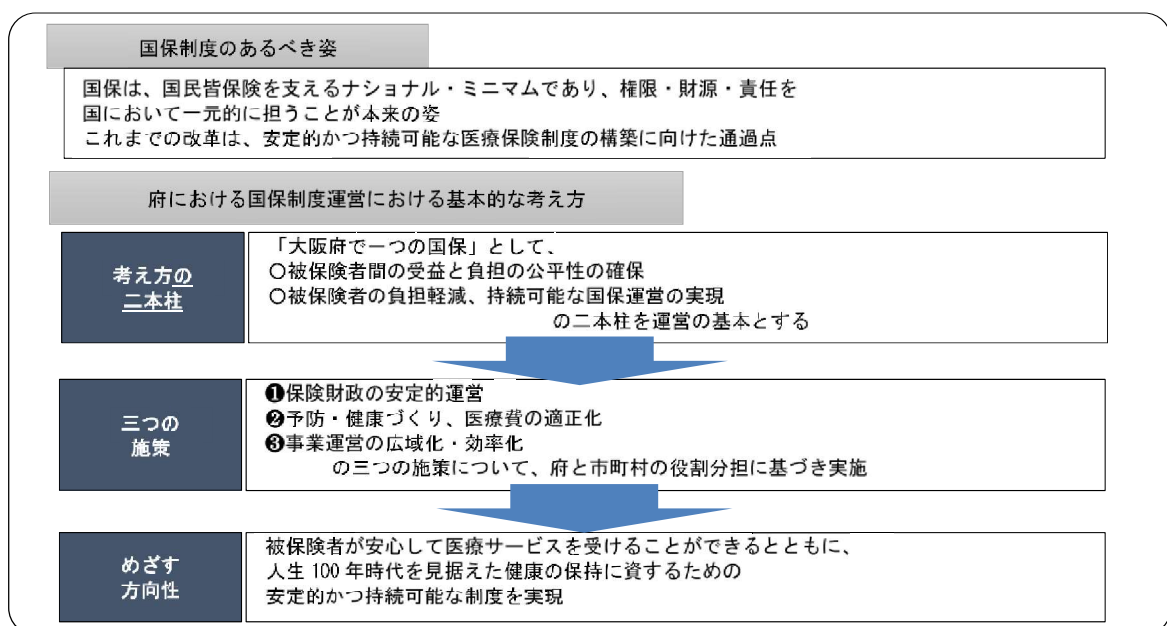 国保制度のあるべき姿
国保は、国民皆保険を支えるナショナル・ミニマムであり、権限・財源・責任を
国において一元的に担うことが本来の姿
これまでの改革は、安定的かつ持続可能な医療保険制度の構築に向けた通過点
府における国保制度運営における基本的な考え方
考え方の
二本柱
「大阪府で一つの国保」として、
○被保険者間の受益と負担の公平性の確保
○被保険者の負担軽減、持続可能な国保運営の実現
の二本柱を運営の基本とする
三つの
施策
❶保険財政の安定的運営
❷予防・健康づくり、医療費の適正化
❸事業運営の広域化・効率化
の三つの施策について、府と市町村の役割分担に基づき実施
めざす
方向性
被保険者が安心して医療サービスを受けることができるとともに、
人生 100 年時代を見据えた健康の保持に資するための
安定的かつ持続可能な制度を実現